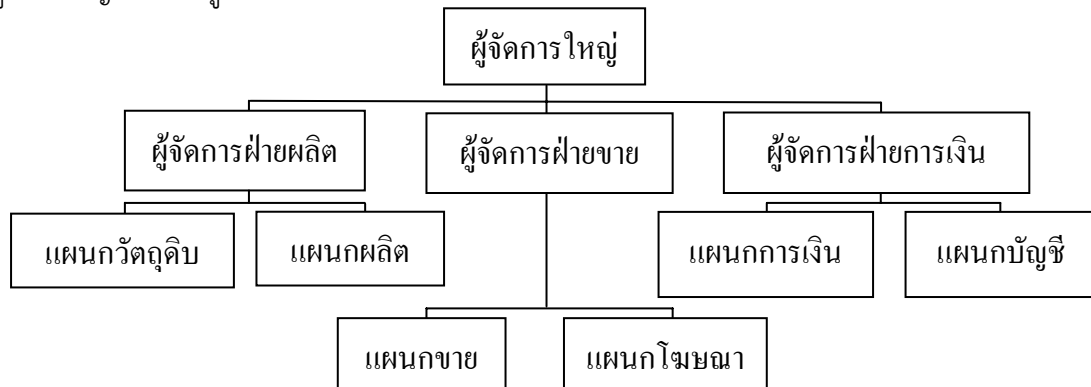 ผู้จัดการใหญ่
ผู้จัดการฝ่ายผลิต
ผู้จัดการฝ่ายขาย
ผู้จัดการฝ่ายการเงิน
แผนกวัตถุดิบ
แผนกผลิต
แผนกการเงิน
แผนกบัญชี
แผนกขาย
แผนกโฆษณา